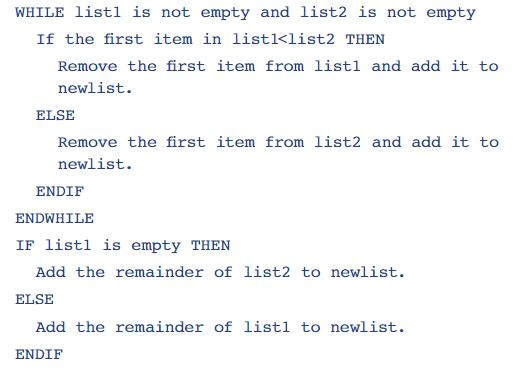 WHILE list1 is not empty and list2 is not empty
If the first item in list1<list2 THEN
Remove the first item from list1 and add it to
newlist.
ELSE
Remove the first item from list2 and add it to
newlist.
ENDIF
ENDWHILE
IF list1 is empty THEN
Add the remainder of list2 to newlist.
ELSE
Add the remainder of list1 to newlist.
ENDIF